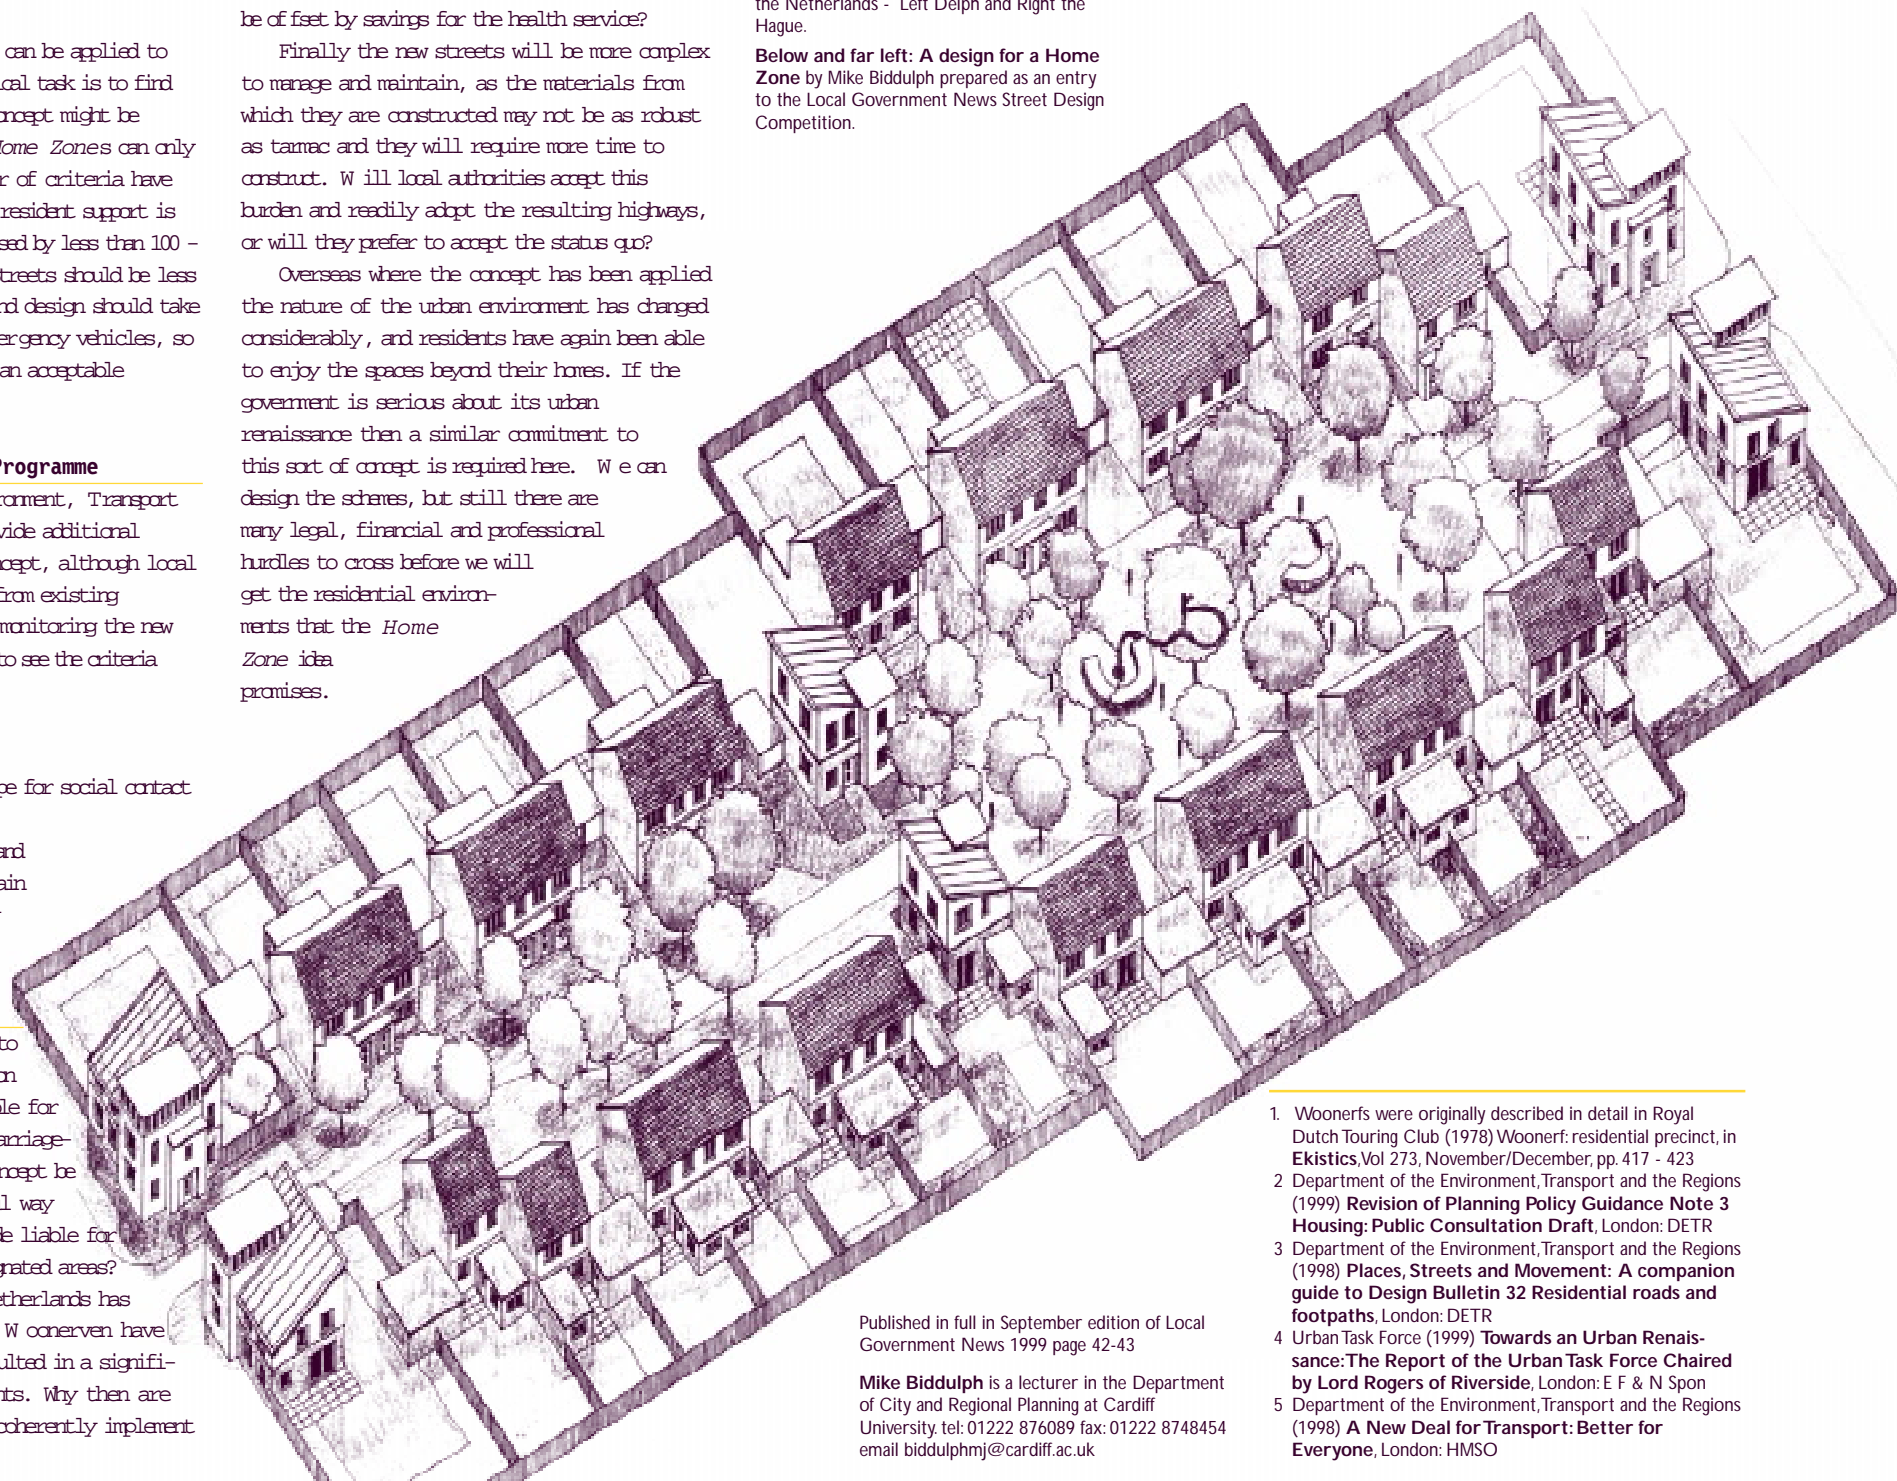 can be applied to
cal task is to find
oncept might be
Home Zones can only
r of criteria have
resident support is
sed by less than 100 –
treets should be less
nd design should take
ergency vehicles, so
an acceptable
Programme
ronment, Transport
vide additional
ncept, although local
from existing
monitoring the new
to see the criteria
pe for social contact
and
ain
to
on
ble for
arriage-
ncept be
l way
de liable for
gnated areas?
etherlands has
Woonerven have
ulted in a signifi-
nts. Why then are
coherently implement
be offset by savings for the health service?
Finally the new streets will be more complex
to manage and maintain, as the materials from
which they are constructed may not be as robust
as tarmac and they will require more time to
construct. Will local authorities accept this
burden and readily adopt the resulting highways,
or will they prefer to accept the status quo?
Overseas where the concept has been applied
the nature of the urban environment has changed
considerably, and residents have again been able
to enjoy the spaces beyond their homes. If the
government is serious about its urban
renaissance then a similar commitment to
this sort of concept is required here. We can
design the schemes, but still there are
many legal, financial and professional
hurdles to cross before we will
get the residential environ-
ments that the Home
Zone idea
promises.
the Netherlands - Left Delph and Right the
Hague.
Below and far left: A design for a Home
Zone by Mike Biddulph prepared as an entry
to the Local Government News Street Design
Competition.
Published in full in September edition of Local
Government News 1999 page 42-43
Mike Biddulph is a lecturer in the Department
of City and Regional Planning at Cardiff
University. tel: 01222 876089 fax: 01222 8748454
email biddulphmj@cardiff.ac.uk
1. Woonerfs were originally described in detail in Royal
Dutch Touring Club (1978) Woonerf: residential precinct, in
Ekistics, Vol 273, November/December, pp. 417 - 423
2 Department of the Environment, Transport and the Regions
(1999) Revision of Planning Policy Guidance Note 3
Housing: Public Consultation Draft, London: DETR
3 Department of the Environment, Transport and the Regions
(1998) Places, Streets and Movement: A companion
guide to Design Bulletin 32 Residential roads and
footpaths, London: DETR
4 Urban Task Force (1999) Towards an Urban Renais-
sance: The Report of the Urban Task Force Chaired
by Lord Rogers of Riverside, London: E F & N Spon
5 Department of the Environment, Transport and the Regions
(1998) A New Deal for Transport: Better for
Everyone, London: HMSO